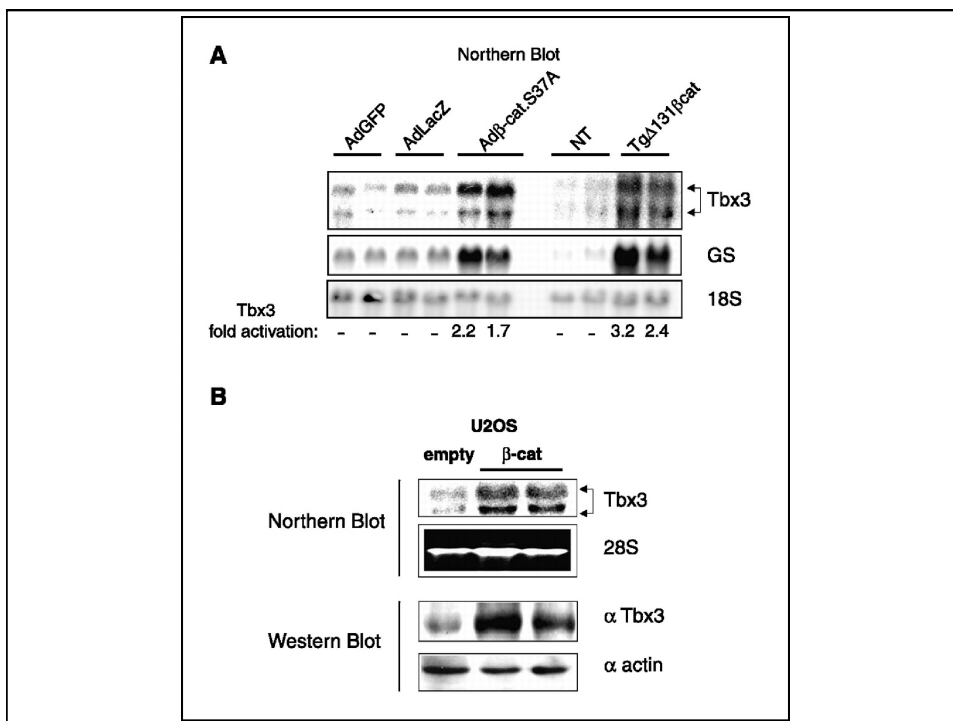 A
Northern Blot
AdGFP
AdLacZ
Adβ-cat.S37A
NT
TgΔ131βcat
Tbx3
GS
18S
Tbx3
fold activation: - - - - 2.2 1.7 - - 3.2 2.4
B
U2OS
empty β-cat
Northern Blot
Tbx3
28S
Western Blot
α Tbx3
α actin